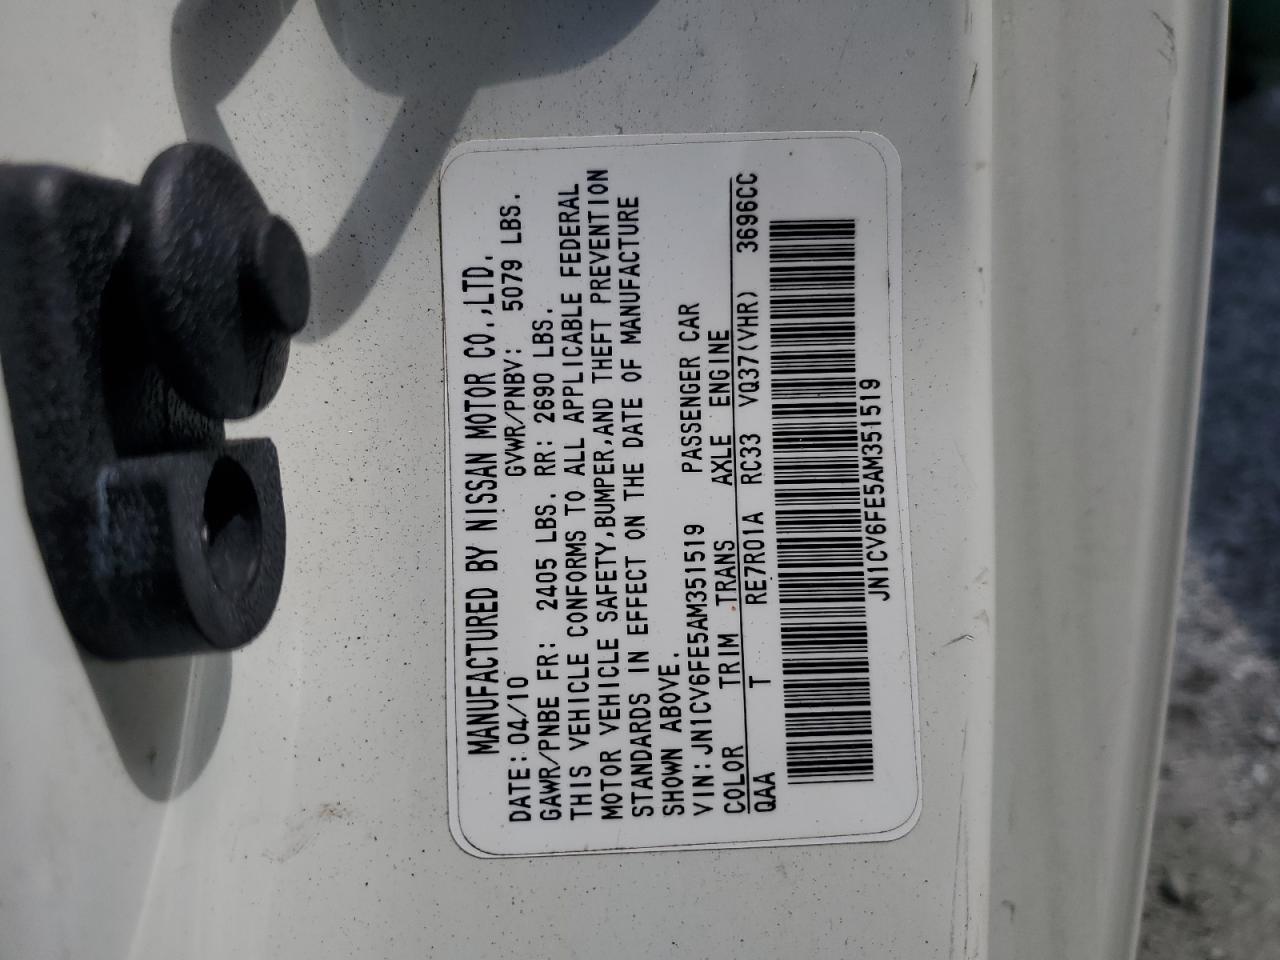 MANUFACTURED BY NISSAN MOTOR CO.,LTD.
DATE: 04/10 GVWR/PNBV: 5079 LBS.
GAWR/PNBE FR: 2405 LBS. RR: 2690 LBS.
THIS VEHICLE CONFORMS TO ALL APPLICABLE FEDERAL
MOTOR VEHICLE SAFETY,BUMPER,AND THEFT PREVENTION
STANDARDS IN EFFECT ON THE DATE OF MANUFACTURE
SHOWN ABOVE.
VIN: JN1CV6FE5AM351519 PASSENGER CAR
COLOR TRIM TRANS AXLE ENGINE
QAA T RE7R01A RC33 VQ37(VHR) 3696CC
JN1CV6FE5AM351519